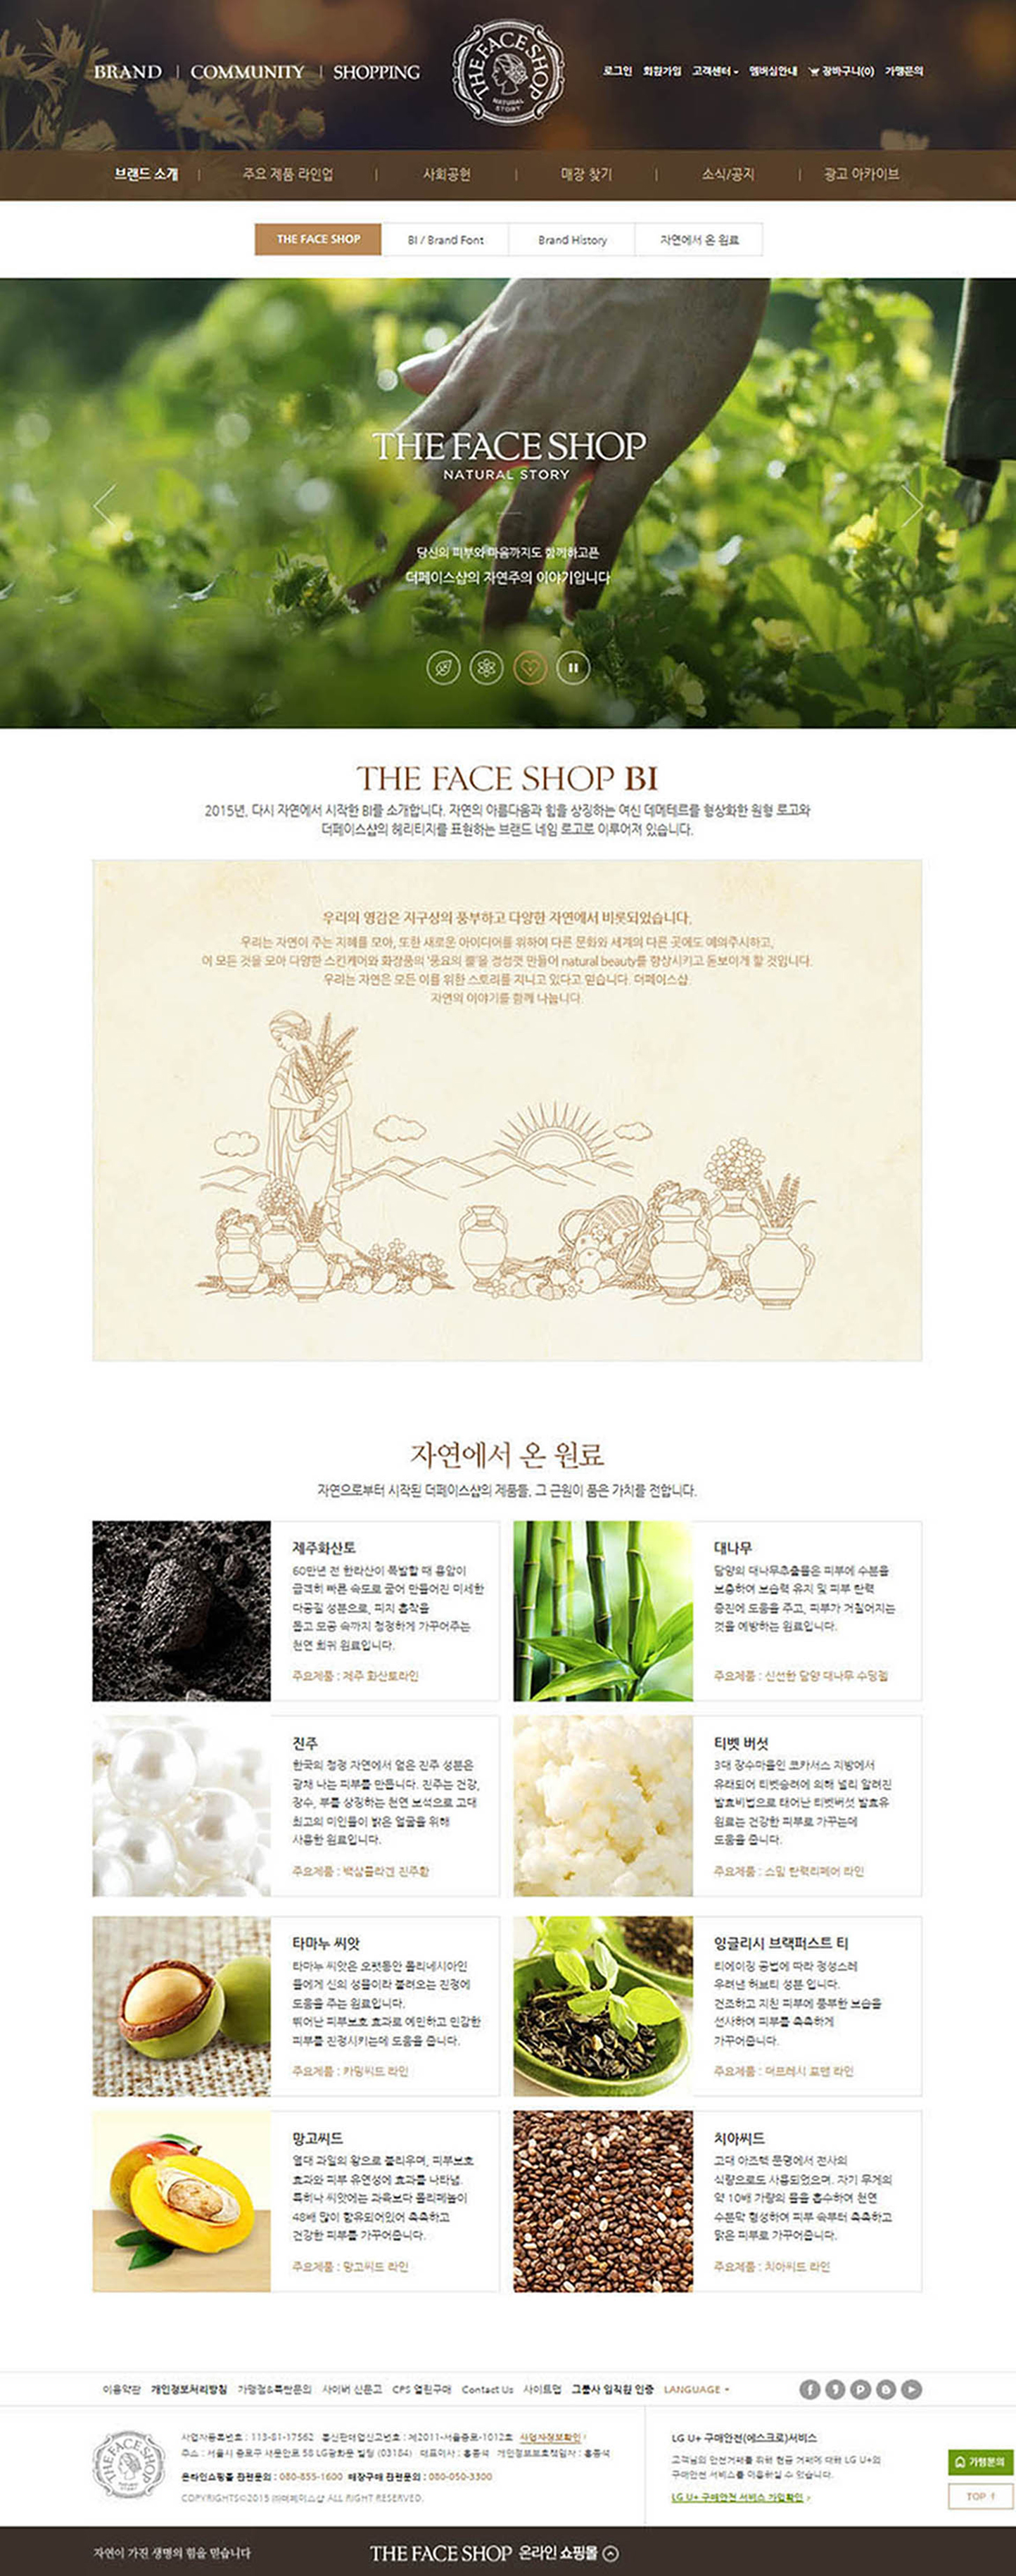 BRAND | COMMUNITY | SHOPPING
THE FACE SHOP
NATURAL STORY
로그인 회원가입 고객센터 멤버십안내 장바구니(0) 가맹문의
브랜드 소개 | 주요 제품 라인업 | 사회공헌 | 매장 찾기 | 소식/공지 | 광고 아카이브
THE FACE SHOP BI / Brand Font Brand History 자연에서 온 원료
THE FACE SHOP
NATURAL STORY
당신의 피부와 마음까지도 함께하고픈
더페이스샵의 자연주의 이야기입니다
THE FACE SHOP BI
2015년, 다시 자연에서 시작한 BI를 소개합니다. 자연의 아름다움과 힘을 상징하는 여신 데메테르를 형상화한 원형 로고와
더페이스샵의 헤리티지를 표현하는 브랜드 네임 로고로 이루어져 있습니다.
우리의 영감은 지구상의 풍부하고 다양한 자연에서 비롯되었습니다.
우리는 자연이 주는 지혜를 모아, 또한 새로운 아이디어를 위하여 다른 문화와 세계의 다른 곳에도 예의주시하고,
이 모든 것을 모아 다양한 스킨케어와 화장품의 '풍요의 뿔'을 정성껏 만들어 natural beauty를 향상시키고 돋보이게 할 것입니다.
우리는 자연은 모든 이를 위한 스토리를 지니고 있다고 믿습니다. 더페이스샵.
자연의 이야기를 함께 나눕니다.
자연에서 온 원료
자연으로부터 시작된 더페이스샵의 제품들, 그 근원이 품은 가치를 전합니다.
제주화산토
60만년 전 한라산이 폭발할 때 용암이
급격히 빠른 속도로 굳어 만들어진 미세한
다공질 성분으로, 피지 흡착을
돕고 모공 속까지 청정하게 가꾸어주는
천연 희귀 원료입니다.
주요제품 : 제주 화산토라인
대나무
담양의 대나무추출물은 피부에 수분을
보충하여 보습력 유지 및 피부 탄력
증진에 도움을 주고, 피부가 거칠어지는
것을 예방하는 원료입니다.
주요제품 : 신선한 담양 대나무 수딩젤
진주
한국의 청정 자연에서 얻은 진주 성분은
광채 나는 피부를 만듭니다. 진주는 건강,
장수, 부를 상징하는 천연 보석으로 고대
최고의 미인들이 밝은 얼굴을 위해
사용한 원료입니다.
주요제품 : 백삼콜라겐 진주환
티벳 버섯
3대 장수마을인 코카서스 지방에서
유래되어 티벳승려에 의해 널리 알려진
발효비법으로 태어난 티벳버섯 발효유
원료는 건강한 피부로 가꾸는데
도움을 줍니다.
주요제품 : 스밈 탄력리페어 라인
타마누 씨앗
타마누 씨앗은 오랫동안 폴리네시아인
들에게 신의 성물이라 불려오는 진정에
도움을 주는 원료입니다.
뛰어난 피부보호 효과로 예민하고 민감한
피부를 진정시키는데 도움을 줍니다.
주요제품 : 카밍씨드 라인
잉글리시 브랙퍼스트 티
티에이징 공법에 따라 정성스레
우려낸 허브티 성분 입니다.
건조하고 지친 피부에 풍부한 보습을
선사하여 피부를 촉촉하게
가꾸어줍니다.
주요제품 : 더프레시 포맨 라인
망고씨드
열대 과일의 왕으로 불리우며, 피부보호
효과와 피부 유연성에 효과를 나타냄.
특히나 씨앗에는 과육보다 폴리페놀이
48배 많이 함유되어있어 촉촉하고
건강한 피부를 가꾸어줍니다.
주요제품 : 망고씨드 라인
치아씨드
고대 아즈텍 문명에서 전사의
식량으로도 사용되었으며, 자기 무게의
약 10배 가량의 물을 흡수하여 천연
수분막 형성하여 피부 속부터 촉촉하고
맑은 피부로 가꾸어줍니다.
주요제품 : 치아씨드 라인
이용약관 개인정보처리방침 가맹점&특판문의 사이버 신문고 CPS 열린구매 Contact Us 사이트맵 그룹사 임직원 인증 LANGUAGE
THE FACE SHOP
사업자등록번호 : 113-81-17562 통신판매업신고번호 : 제2011-서울종로-1012호 사업자정보확인
주소 : 서울시 종로구 새문안로 58 LG광화문 빌딩 (03184) 대표이사 : 홍동석 개인정보보호책임자 : 홍동석
온라인쇼핑몰 관련문의 : 080-855-1600 매장구매 관련문의 : 080-050-3300
COPYRIGHTS©2015 ㈜더페이스샵 ALL RIGHT RESERVED.
LG U+ 구매안전(에스크로)서비스
고객님의 안전거래를 위해 현금 거래에 대해 LG U+의
구매안전 서비스를 이용하실 수 있습니다.
LG U+ 구매안전 서비스 가입확인
가맹문의
TOP
자연이 가진 생명의 힘을 믿습니다
THE FACE SHOP 온라인 쇼핑몰